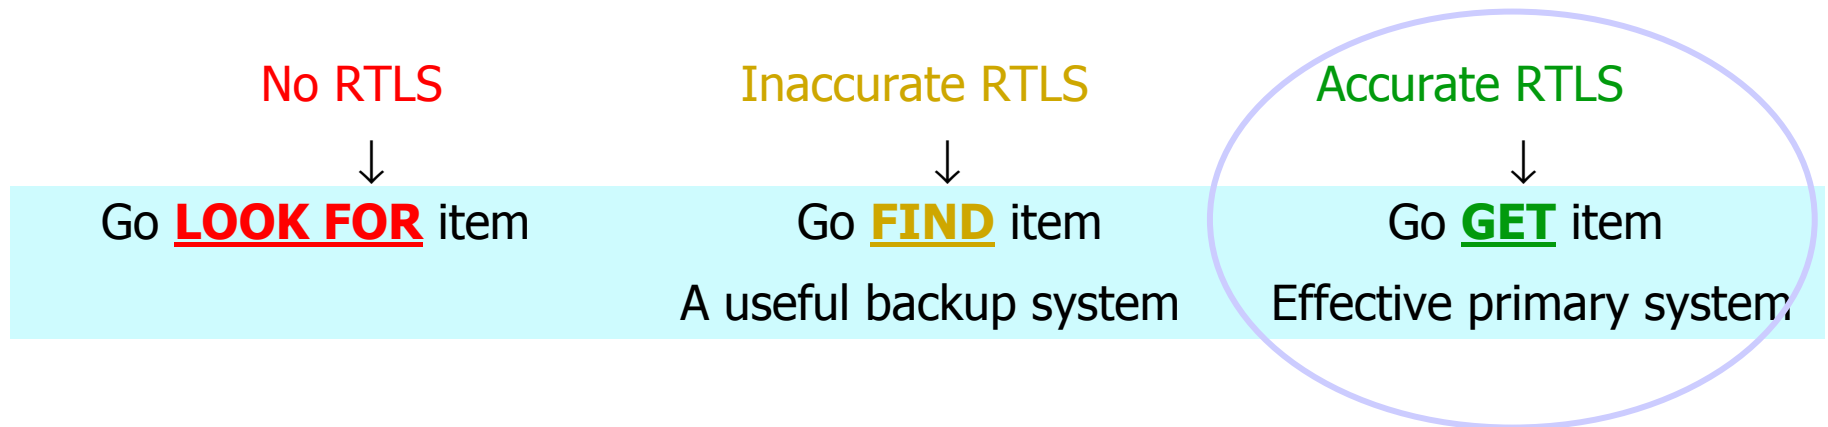 No RTLS Inaccurate RTLS Accurate RTLS
↓ ↓ ↓
Go LOOK FOR item Go FIND item Go GET item
A useful backup system Effective primary system